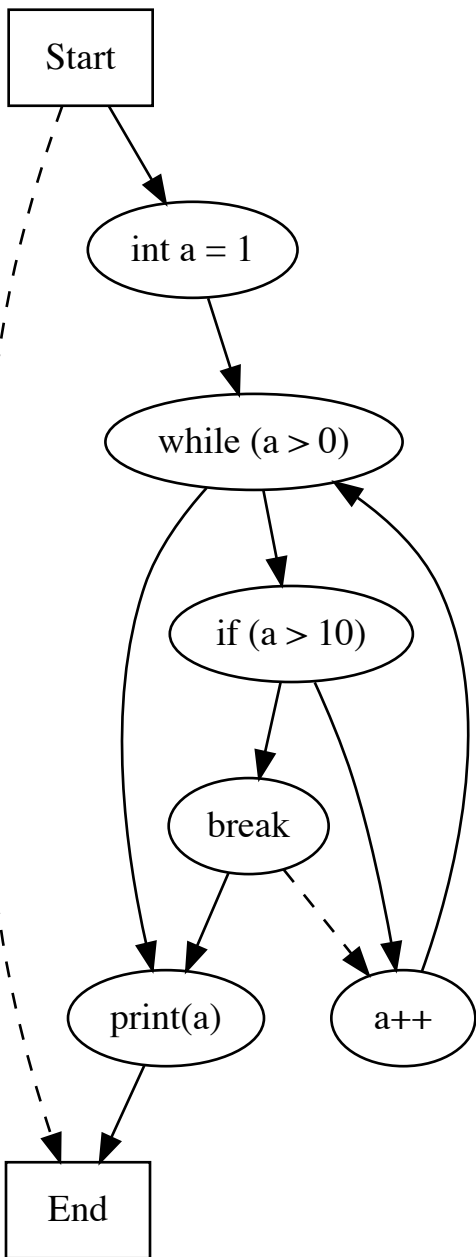 Start
int a = 1
while (a > 0)
if (a > 10)
break
print(a)
a++
End